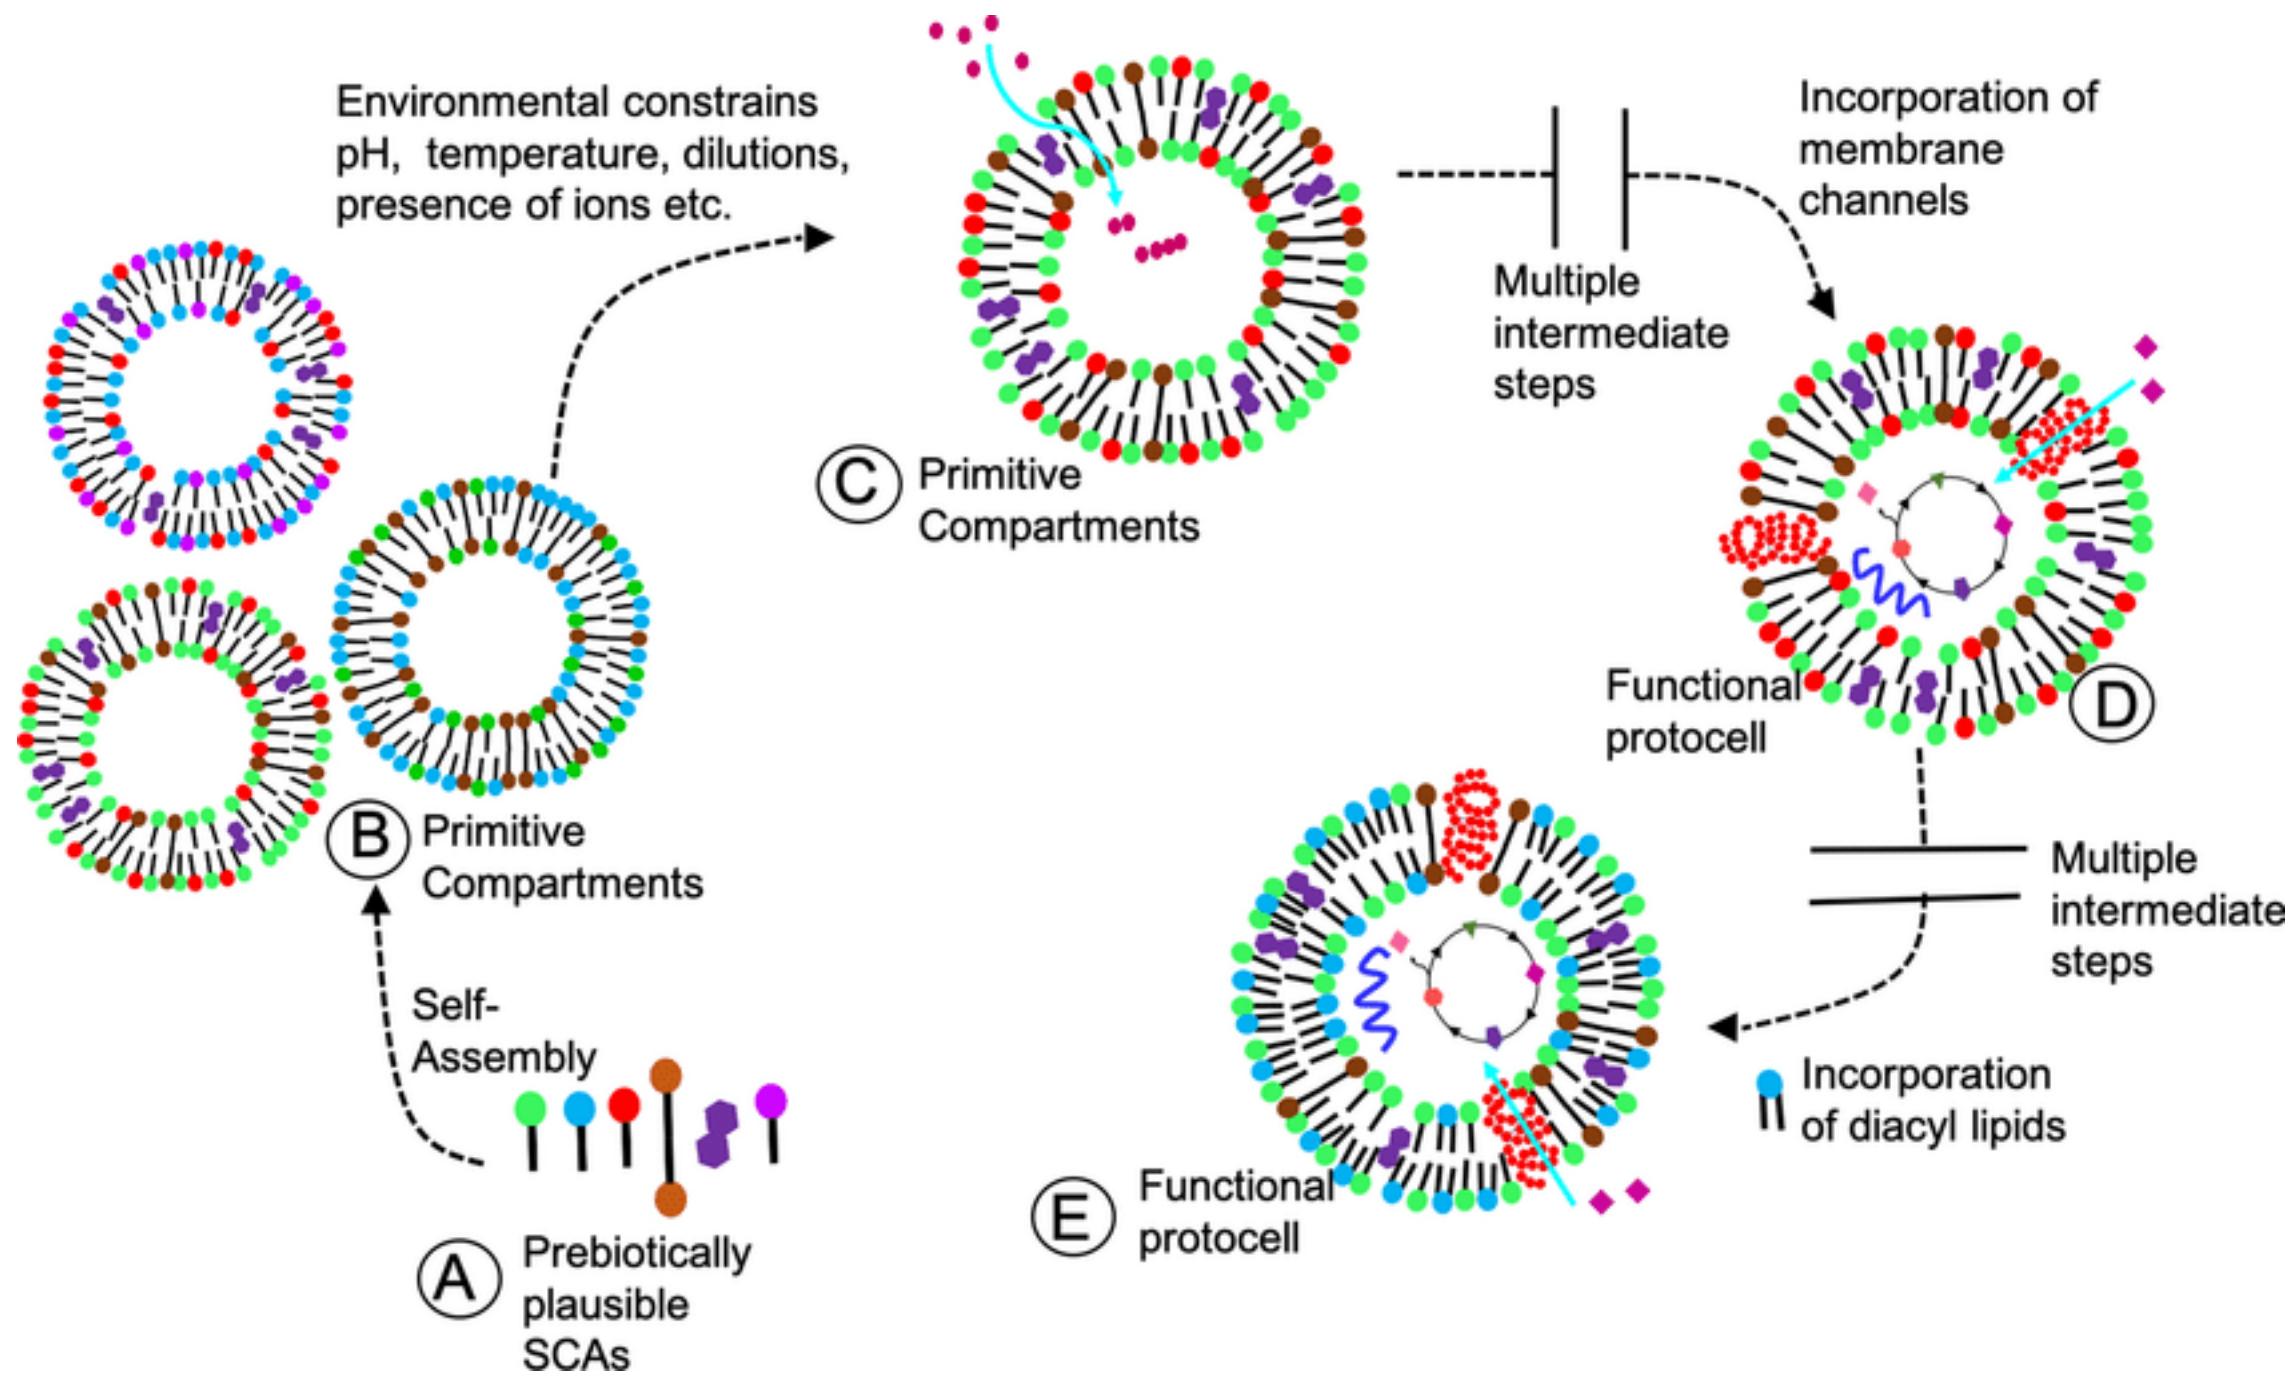 Environmental constrains
pH, temperature, dilutions,
presence of ions etc.
Incorporation of
membrane
channels
Multiple
intermediate
steps
C
Primitive
Compartments
Functional
protocell
D
B
Primitive
Compartments
Multiple
intermediate
steps
Self-
Assembly
Incorporation
of diacyl lipids
E
Functional
protocell
A
Prebiotically
plausible
SCAs